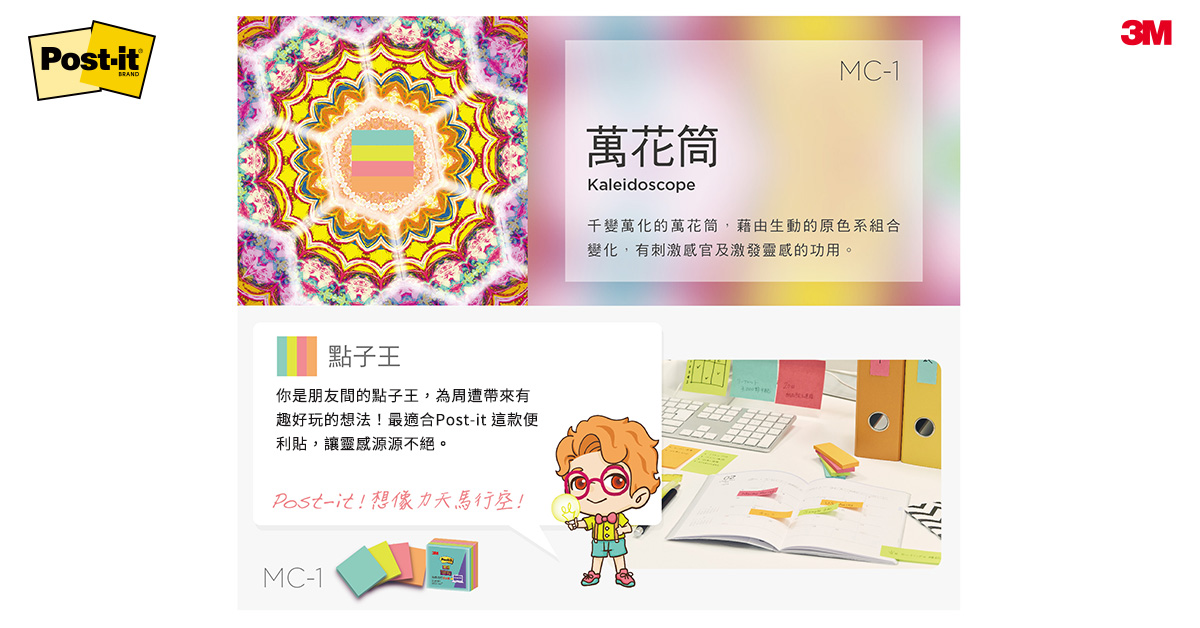 Post-it®
BRAND
3M
MC-1
萬花筒
Kaleidoscope
千變萬化的萬花筒，藉由生動的原色系組合
變化，有刺激感官及激發靈感的功用。
點子王
你是朋友間的點子王，為周遭帶來有
趣好玩的想法！最適合Post-it 這款便
利貼，讓靈感源源不絕。
Post-it！想像力天馬行空！
MC-1